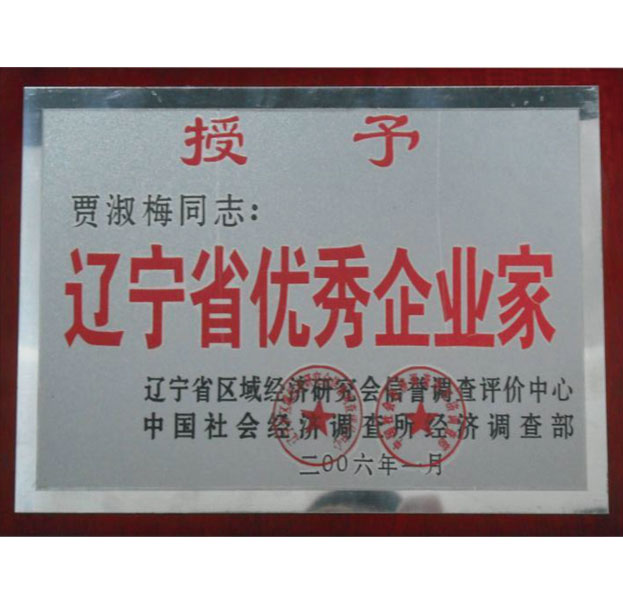 授 予
贾淑梅同志：
辽宁省优秀企业家
辽宁省区域经济研究会信誉调查评价中心
中国社会经济调查所经济调查部
二00六年一月